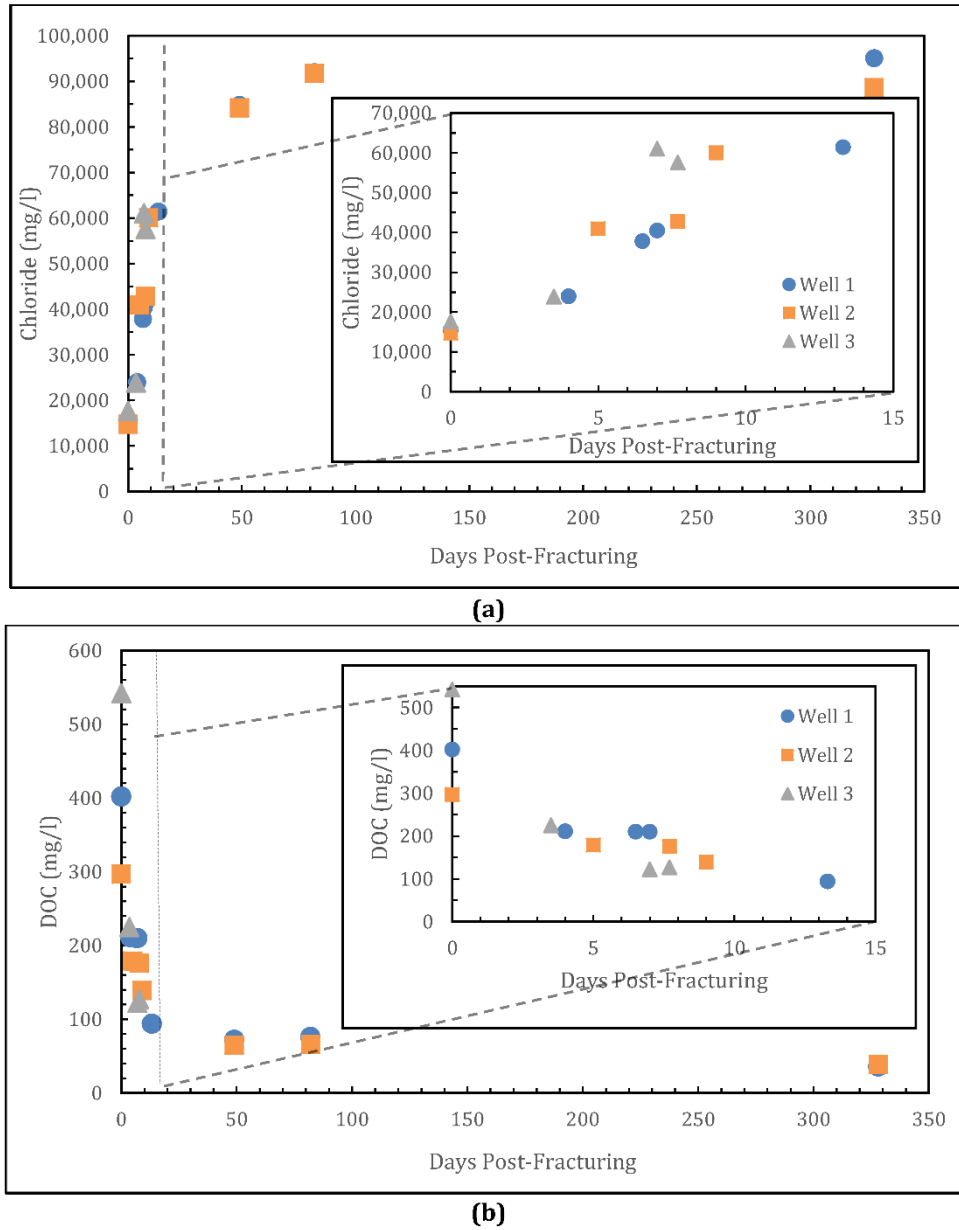 100,000
90,000
80,000
70,000
60,000
50,000
40,000
30,000
20,000
10,000
0
Chloride (mg/l)
0 50 100 150 200 250 300 350
Days Post-Fracturing
70,000
60,000
50,000
40,000
30,000
20,000
10,000
0
Chloride (mg/l)
Well 1
Well 2
Well 3
0 5 10 15
Days Post-Fracturing
(a)
600
500
400
300
200
100
0
DOC (mg/l)
0 50 100 150 200 250 300 350
Days Post-Fracturing
500
400
300
200
100
0
DOC (mg/l)
Well 1
Well 2
Well 3
0 5 10 15
Days Post-Fracturing
(b)